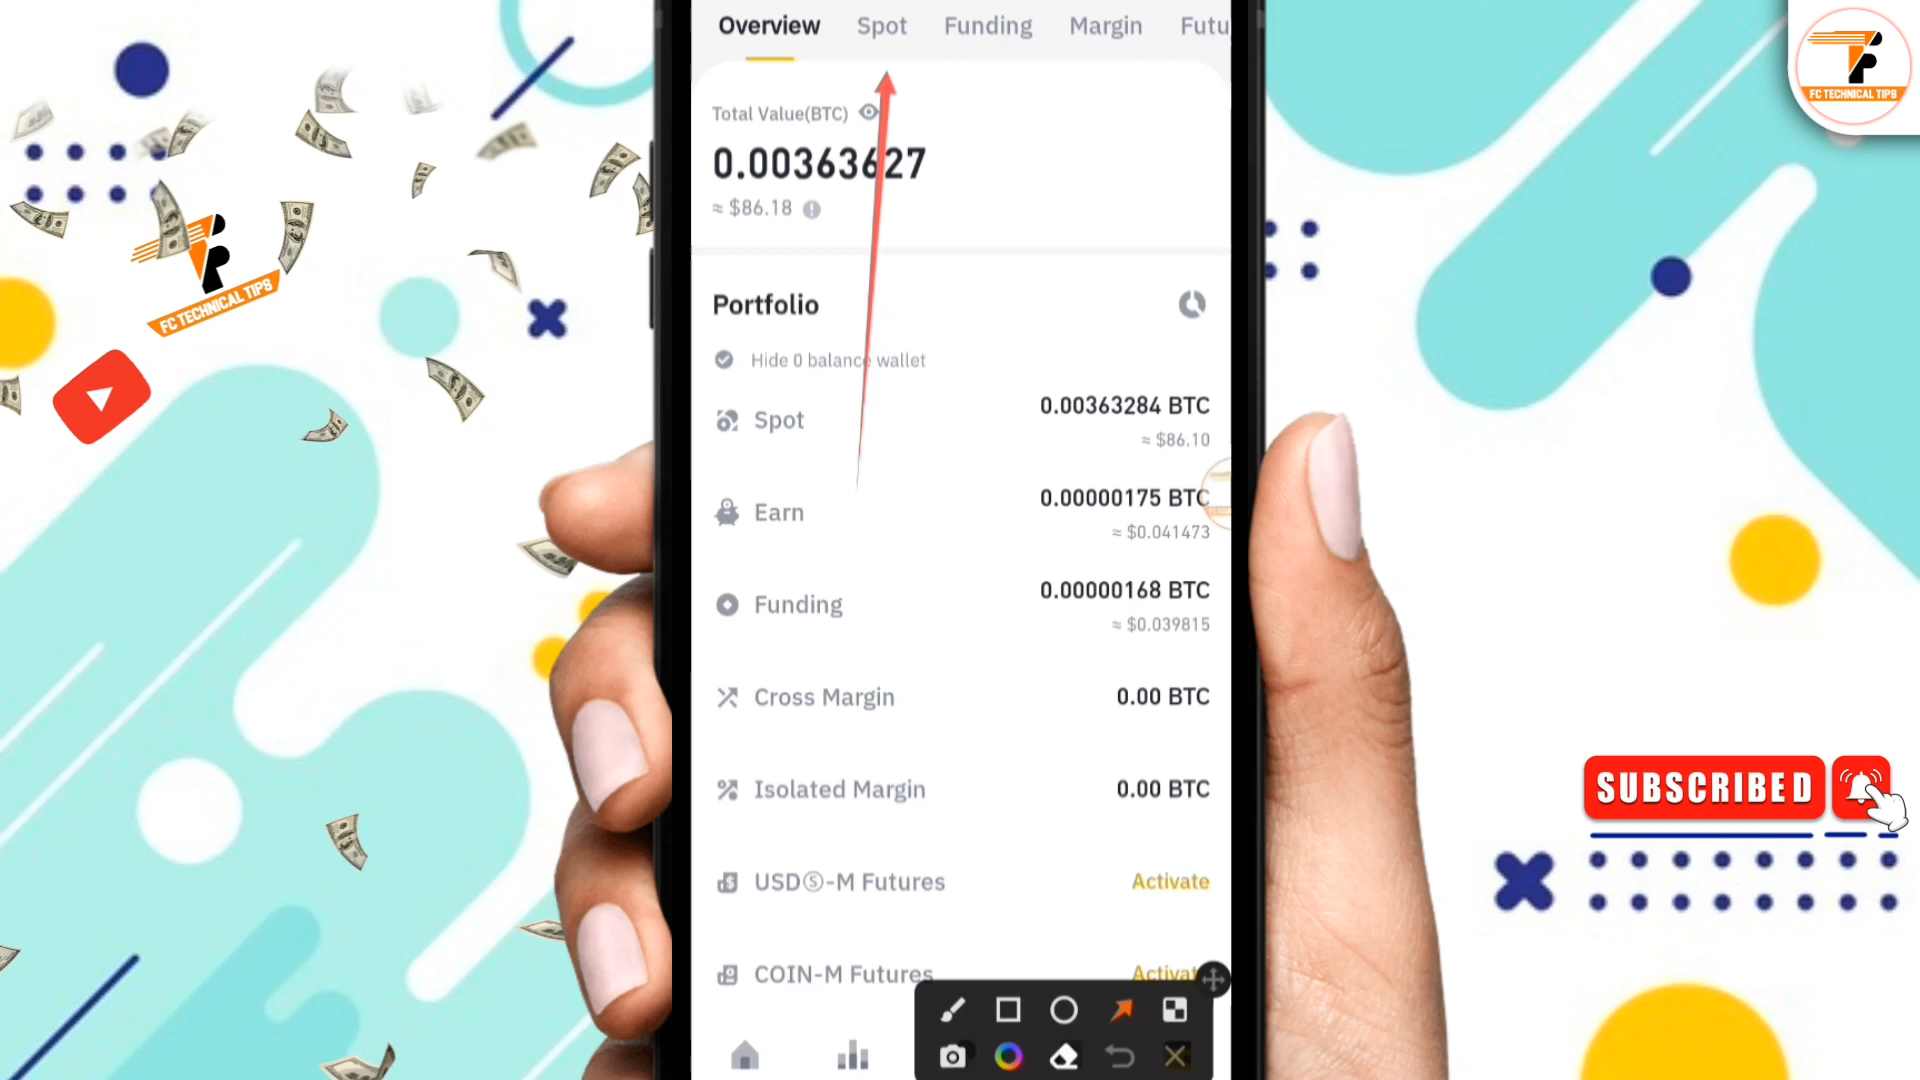 Overview Spot Funding Margin Futu
Total Value(BTC)
0.00363627
≈ $86.18
Portfolio
Hide 0 balance wallet
Spot 0.00363284 BTC
≈ $86.10
Earn 0.00000175 BTC
≈ $0.041473
Funding 0.00000168 BTC
≈ $0.039815
Cross Margin 0.00 BTC
Isolated Margin 0.00 BTC
USDⓈ-M Futures Activate
COIN-M Futures Activat
FC TECHNICAL TIPS
FC TECHNICAL TIPS
SUBSCRIBED